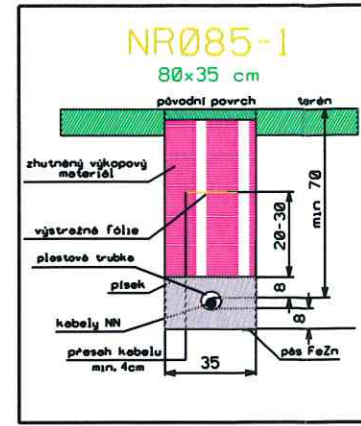 NRØ85-1
80x35 cm
původní povrch
terén
zhutněný výkopový
materiál
výstražná fólie
plastová trubka
písek
kabely NN
přesah kabelu
min. 4cm
35
pás FeZn
20-30
8
8
min 70